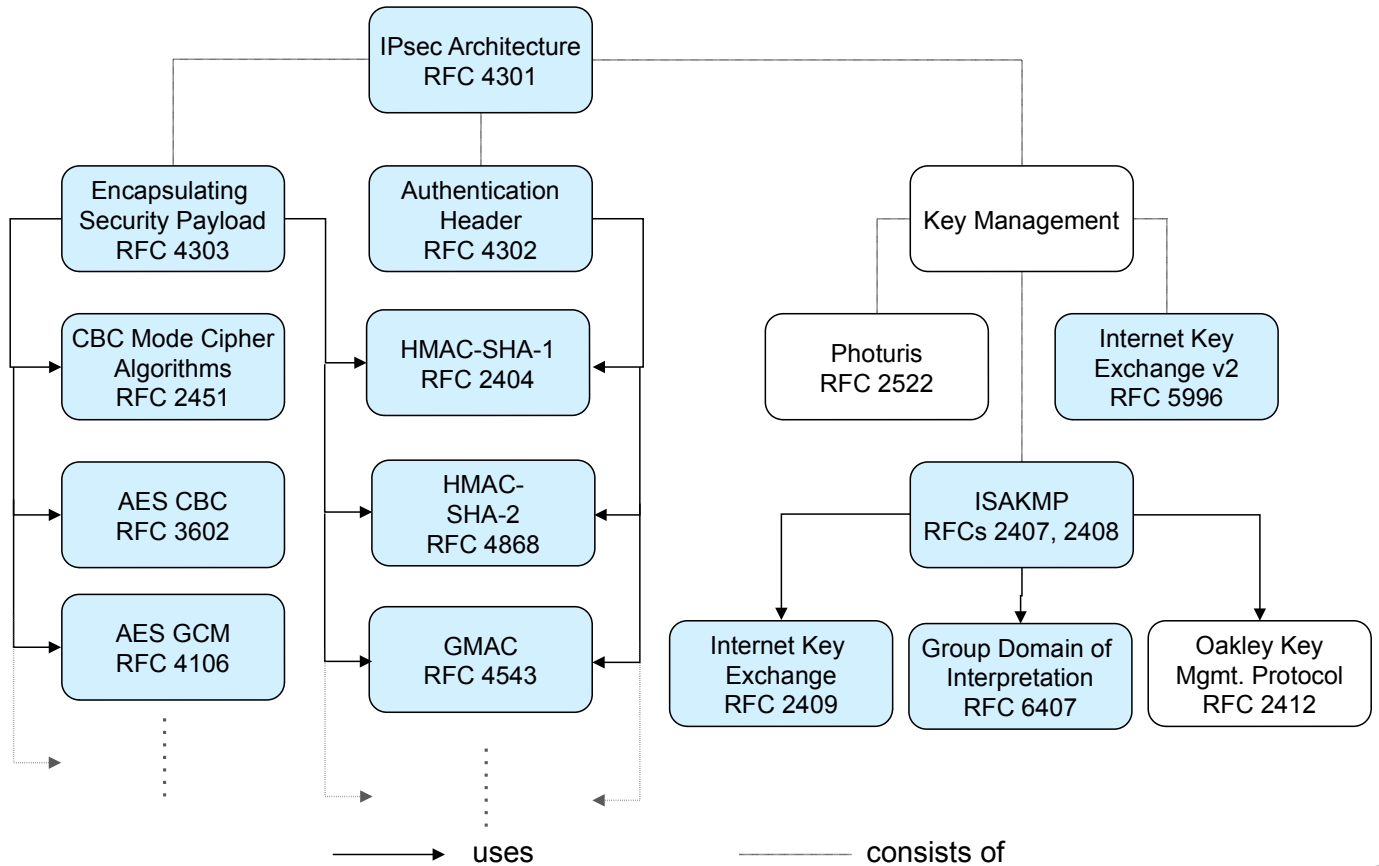 IPsec Architecture
RFC 4301
Encapsulating
Security Payload
RFC 4303
Authentication
Header
RFC 4302
Key Management
CBC Mode Cipher
Algorithms
RFC 2451
HMAC-SHA-1
RFC 2404
Photuris
RFC 2522
Internet Key
Exchange v2
RFC 5996
AES CBC
RFC 3602
HMAC-
SHA-2
RFC 4868
ISAKMP
RFCs 2407, 2408
AES GCM
RFC 4106
GMAC
RFC 4543
Internet Key
Exchange
RFC 2409
Group Domain of
Interpretation
RFC 6407
Oakley Key
Mgmt. Protocol
RFC 2412
uses
consists of